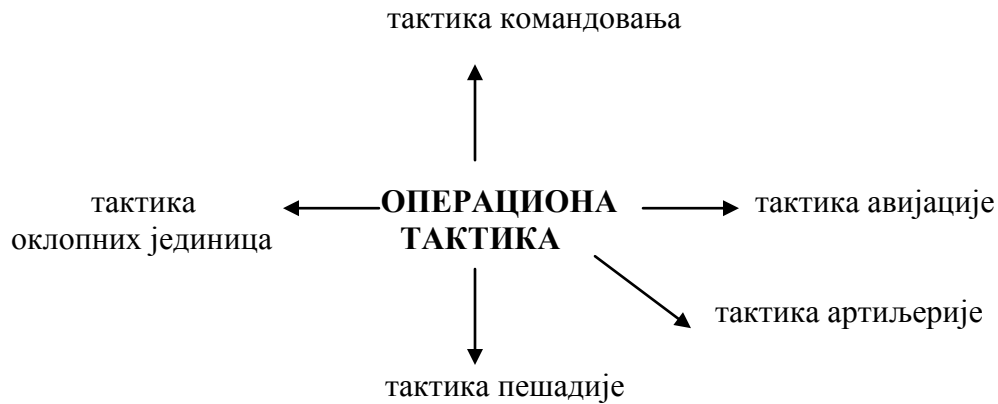 тактика командовања
тактика
оклопних јединица
ОПЕРАЦИОНА
ТАКТИКА
тактика авијације
тактика артиљерије
тактика пешадије